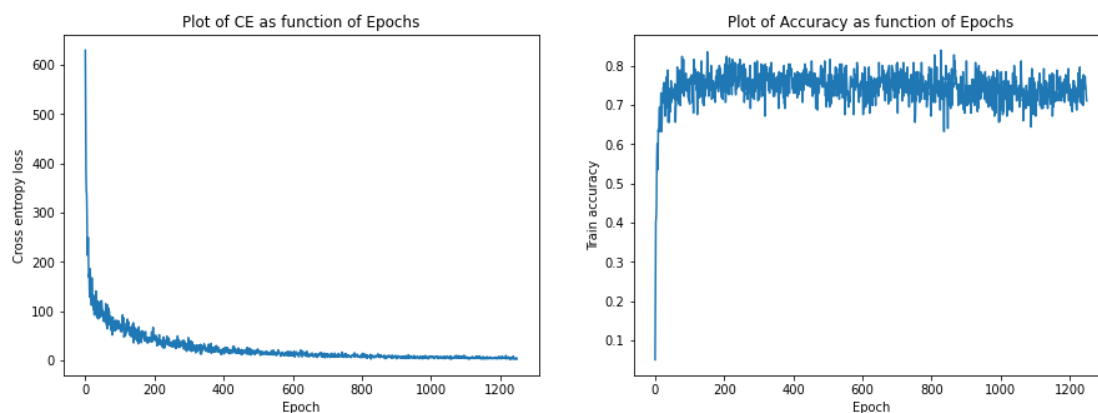 Plot of CE as function of Epochs
Cross entropy loss
600
500
400
300
200
100
0
0 200 400 600 800 1000 1200
Epoch
Plot of Accuracy as function of Epochs
Train accuracy
0.8
0.7
0.6
0.5
0.4
0.3
0.2
0.1
0 200 400 600 800 1000 1200
Epoch